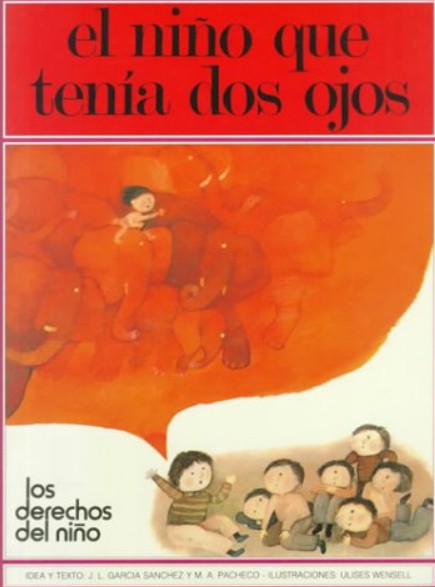 el niño que
tenía dos ojos
los
derechos
del niño
IDEA Y TEXTO: J. L. GARCIA SANCHEZ Y M. A. PACHECO - ILUSTRACIONES: ULISES WENSELL